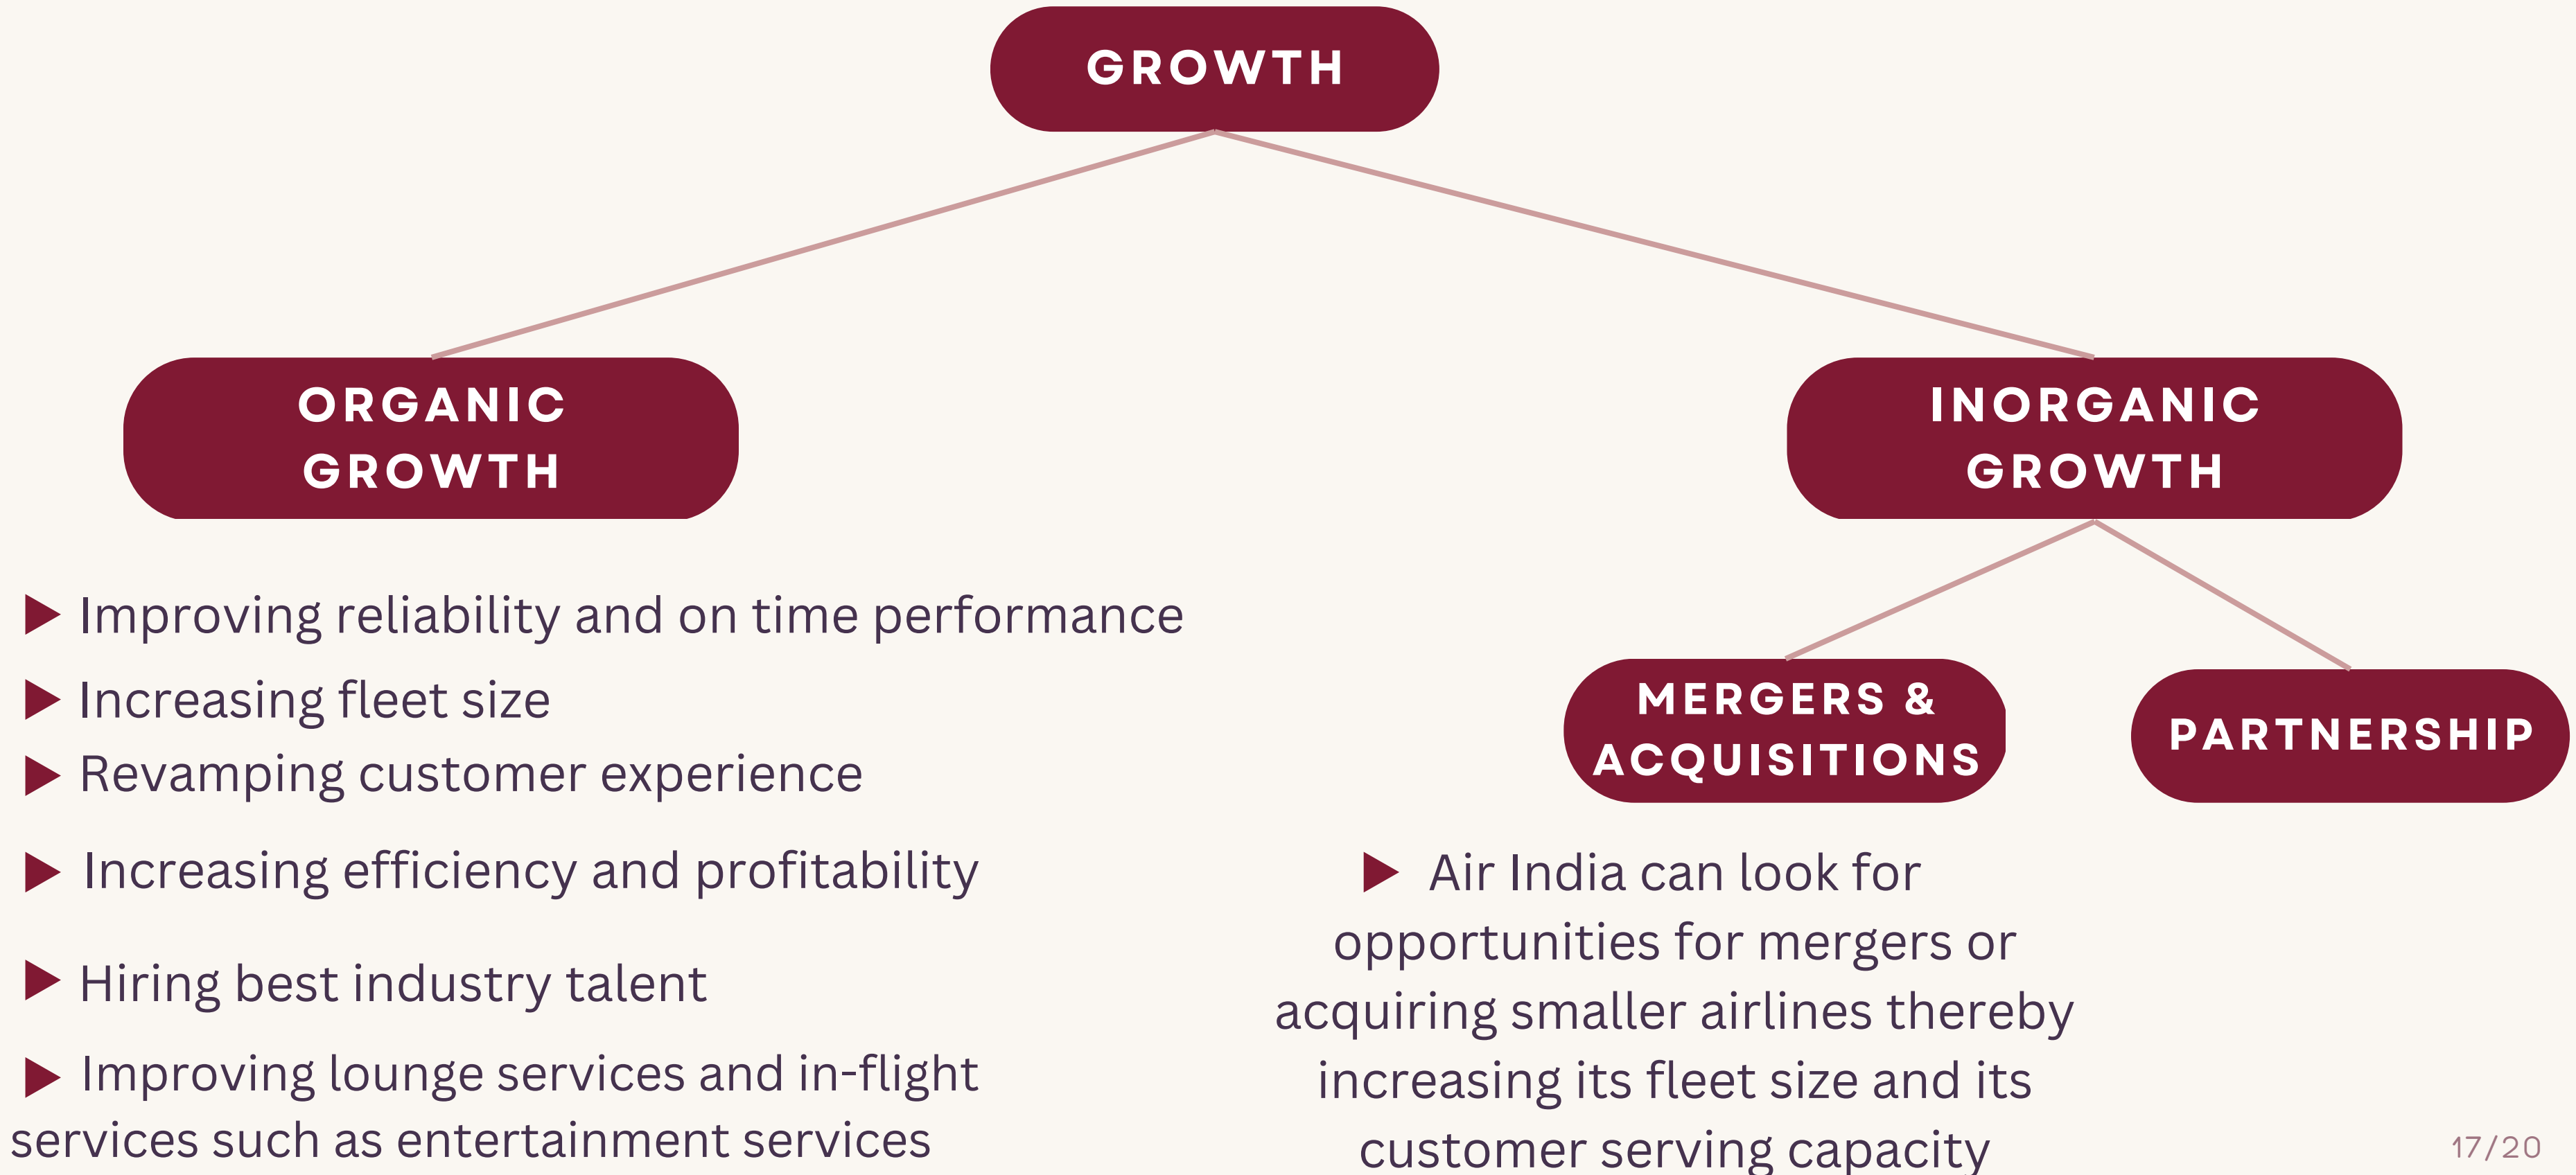 GROWTH
ORGANIC
GROWTH
INORGANIC
GROWTH
Improving reliability and on time performance
Increasing fleet size
Revamping customer experience
Increasing efficiency and profitability
Hiring best industry talent
Improving lounge services and in-flight
services such as entertainment services
MERGERS &
ACQUISITIONS
PARTNERSHIP
Air India can look for
opportunities for mergers or
acquiring smaller airlines thereby
increasing its fleet size and its
customer serving capacity
17/20